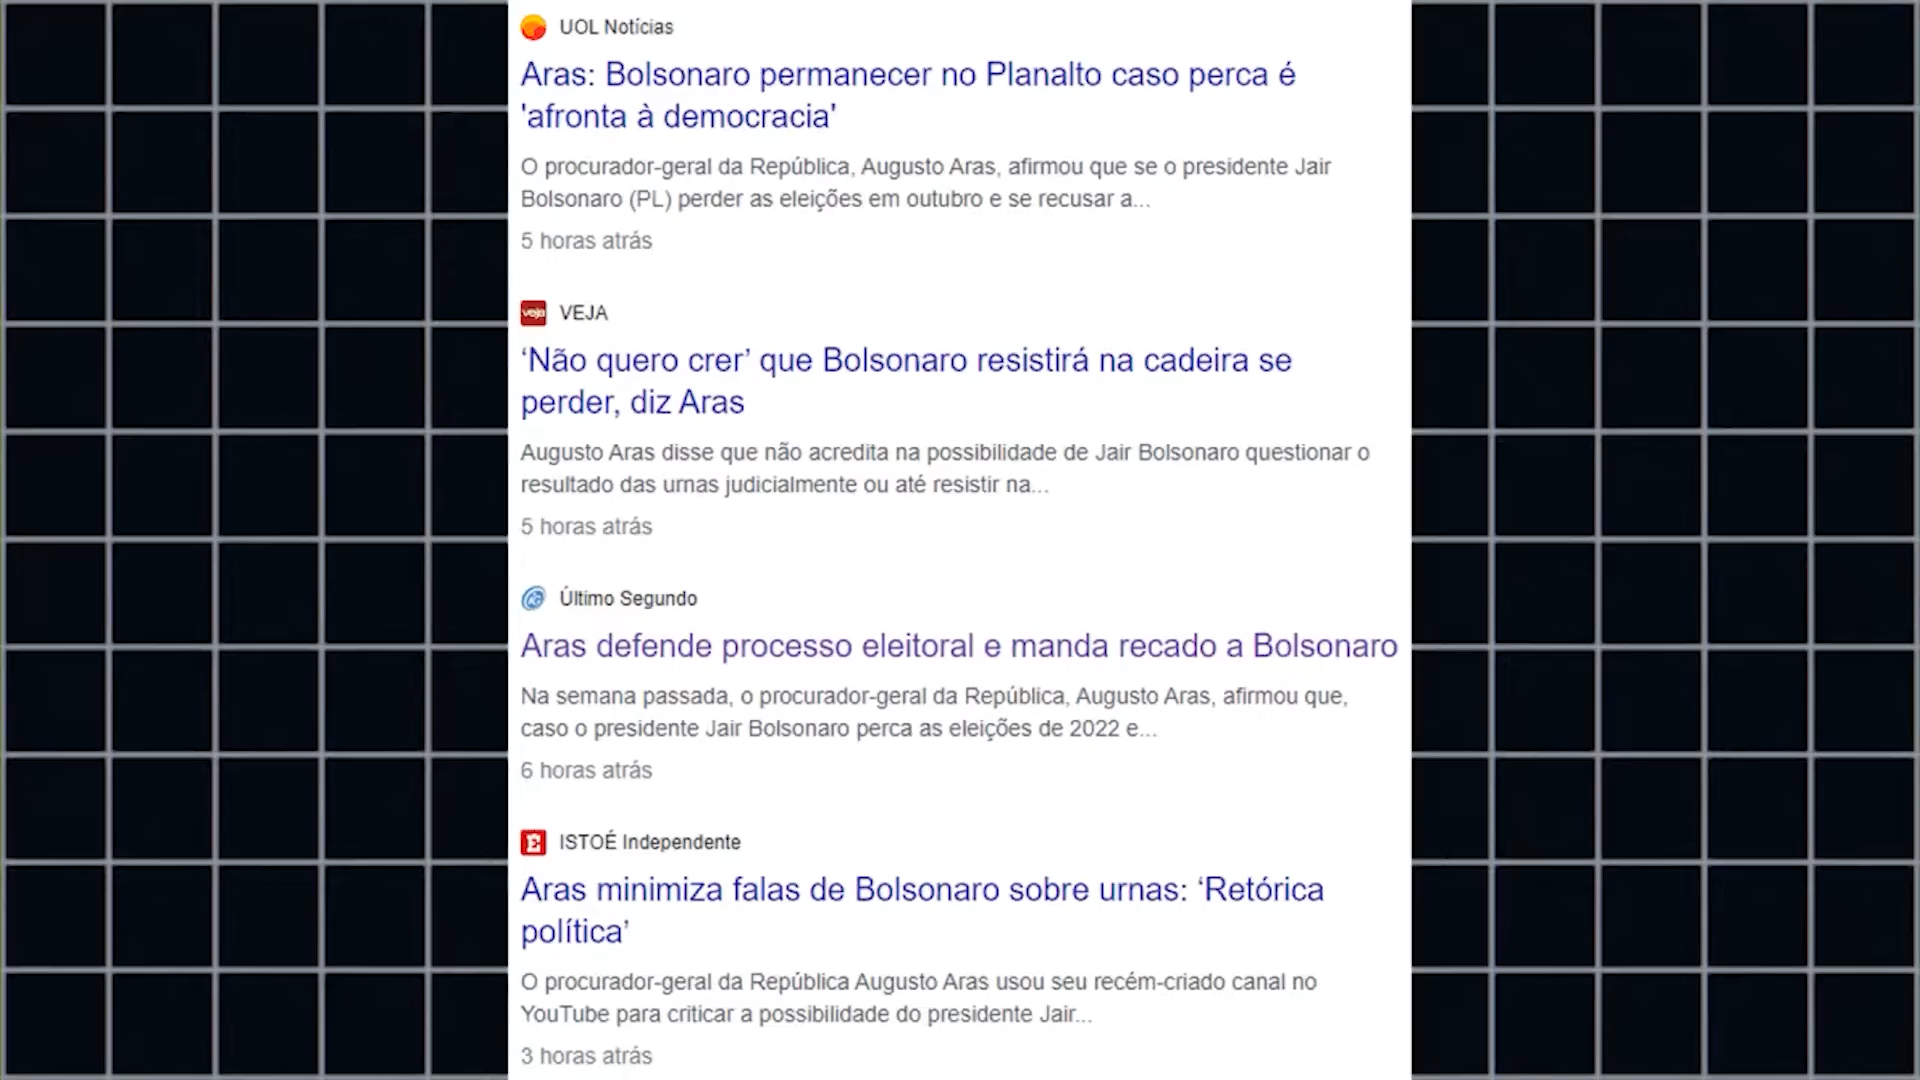 UOL Notícias
Aras: Bolsonaro permanecer no Planalto caso perca é
'afronta à democracia'
O procurador-geral da República, Augusto Aras, afirmou que se o presidente Jair
Bolsonaro (PL) perder as eleições em outubro e se recusar a...
5 horas atrás
veja VEJA
‘Não quero crer’ que Bolsonaro resistirá na cadeira se
perder, diz Aras
Augusto Aras disse que não acredita na possibilidade de Jair Bolsonaro questionar o
resultado das urnas judicialmente ou até resistir na...
5 horas atrás
Último Segundo
Aras defende processo eleitoral e manda recado a Bolsonaro
Na semana passada, o procurador-geral da República, Augusto Aras, afirmou que,
caso o presidente Jair Bolsonaro perca as eleições de 2022 e...
6 horas atrás
E ISTOÉ Independente
Aras minimiza falas de Bolsonaro sobre urnas: ‘Retórica
política’
O procurador-geral da República Augusto Aras usou seu recém-criado canal no
YouTube para criticar a possibilidade do presidente Jair...
3 horas atrás